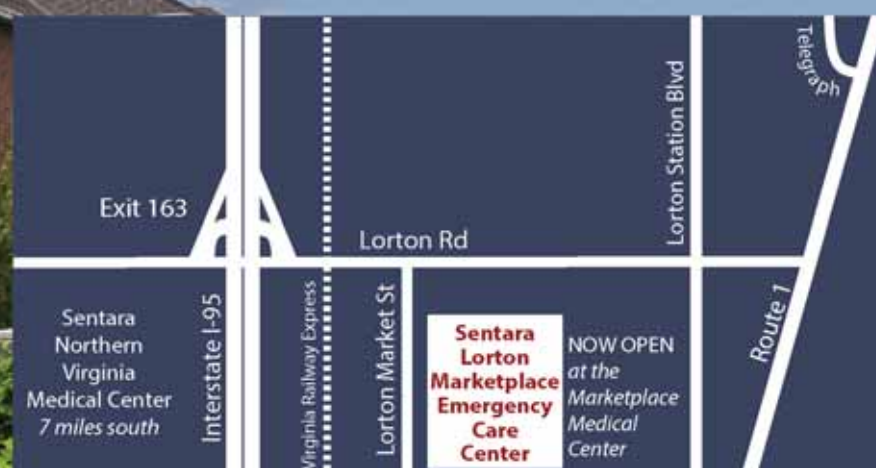 Telegraph
Lorton Station Blvd
Exit 163
Lorton Rd
Sentara
Northern
Virginia
Medical Center
7 miles south
Interstate I-95
Virginia Railway Express
Lorton Market St
Sentara
Lorton
Marketplace
Emergency
Care
Center
NOW OPEN
at the
Marketplace
Medical
Center
Route 1